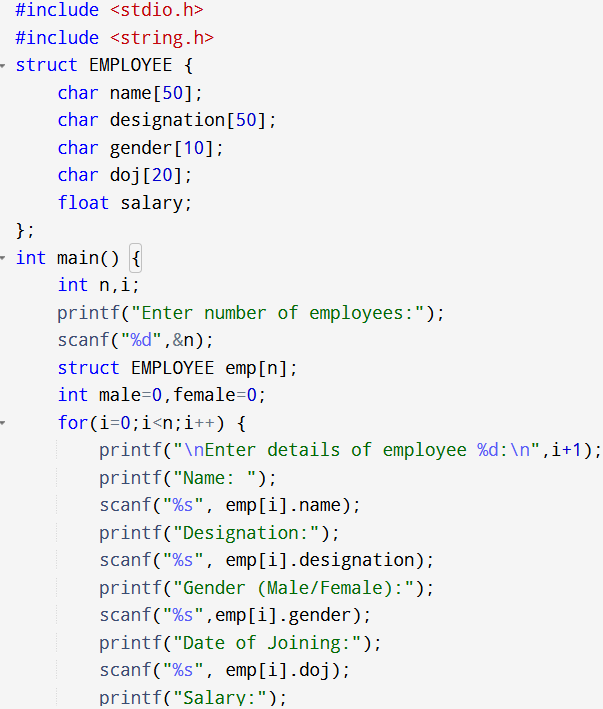 #include <stdio.h>
#include <string.h>
struct EMPLOYEE {
    char name[50];
    char designation[50];
    char gender[10];
    char doj[20];
    float salary;
};
int main() {
    int n,i;
    printf("Enter number of employees:");
    scanf("%d",&n);
    struct EMPLOYEE emp[n];
    int male=0,female=0;
    for(i=0;i<n;i++) {
        printf("\nEnter details of employee %d:\n",i+1);
        printf("Name: ");
        scanf("%s", emp[i].name);
        printf("Designation:");
        scanf("%s", emp[i].designation);
        printf("Gender (Male/Female):");
        scanf("%s",emp[i].gender);
        printf("Date of Joining:");
        scanf("%s", emp[i].doj);
        printf("Salary:");